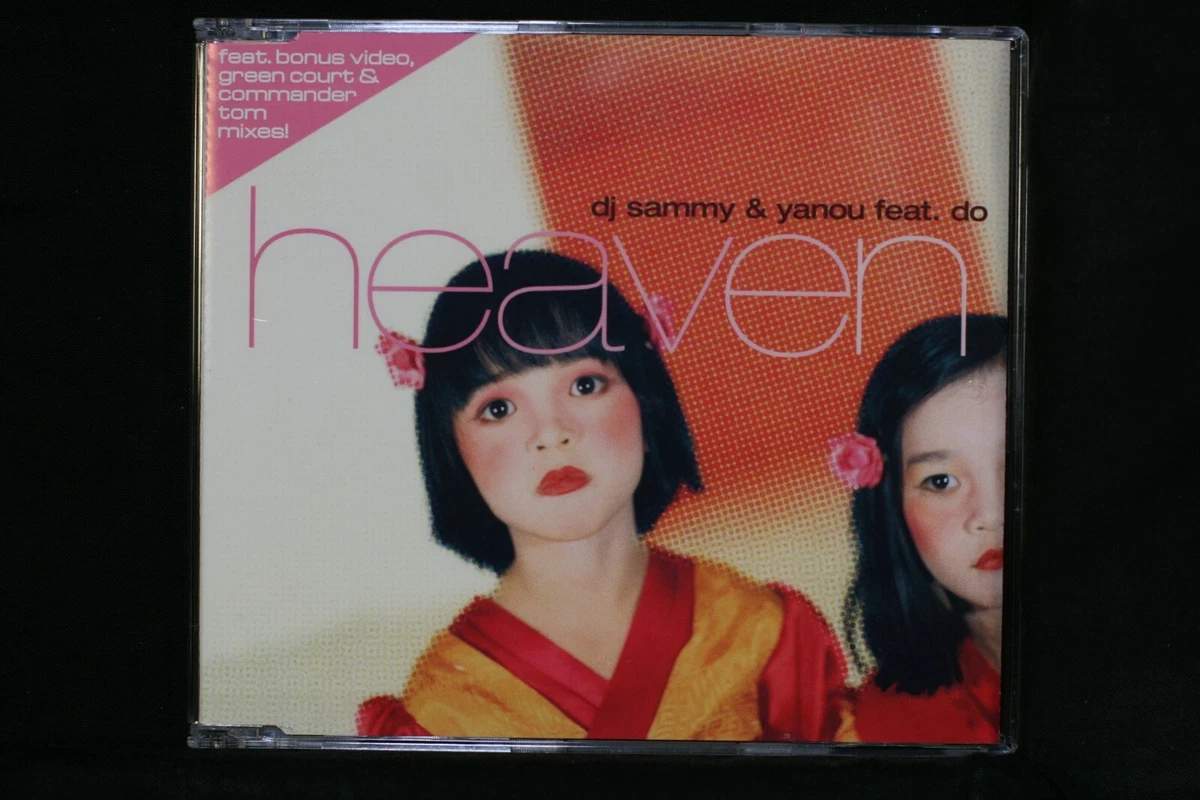 feat. bonus video,
green court &
commander
tom
mixes!
dj sammy & yanou feat. do
heaven